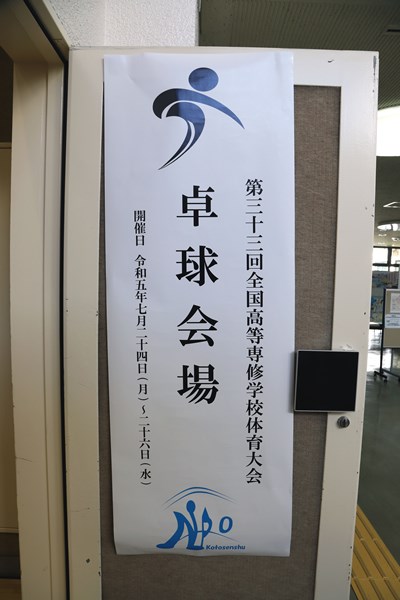 第三十三回全国高等専修学校体育大会
卓球会場
開催日 令和五年七月二十四日(月)～二十六日(水)
Kotosenshu